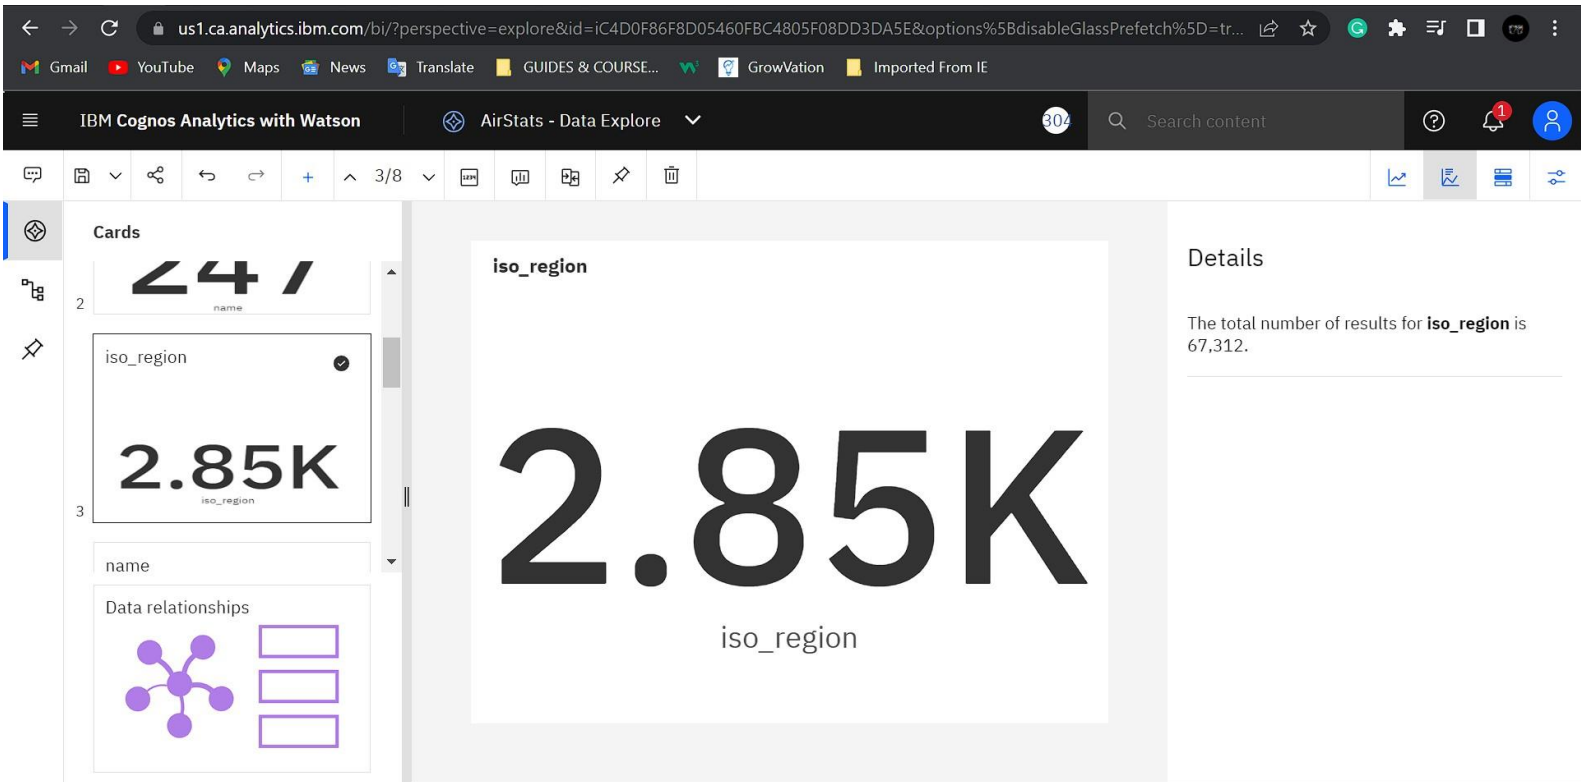 us1.ca.analytics.ibm.com/bi/?perspective=explore&id=iC4D0F86F8D05460FBC4805F08DD3DA5E&options%5BdisableGlassPrefetch%5D=tr...
Gmail YouTube Maps News Translate GUIDES & COURSE... GrowVation Imported From IE
IBM Cognos Analytics with Watson AirStats - Data Explore 304 Search content 1
3/8
Cards
247
name
2
iso_region
2.85K
iso_region
3
name
Data relationships
iso_region
2.85K
iso_region
Details
The total number of results for iso_region is
67,312.